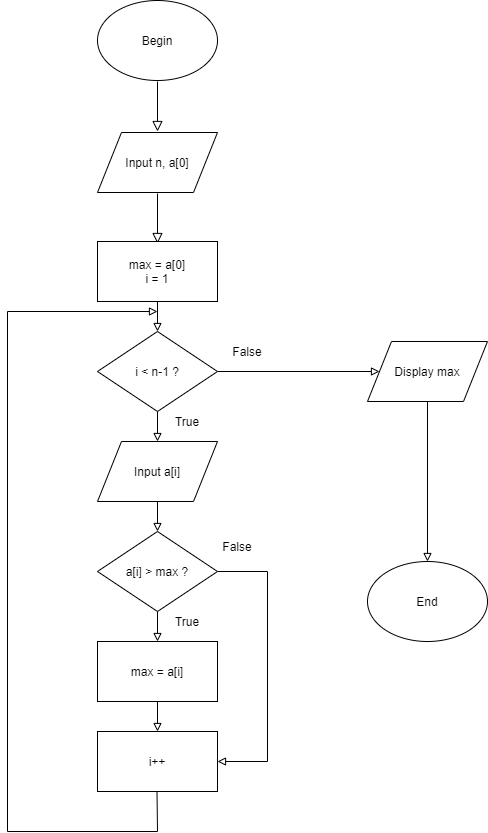 Begin
Input n, a[0]
max = a[0]
i = 1
i < n-1 ?
False
Display max
True
Input a[i]
a[i] > max ?
False
End
True
max = a[i]
i++